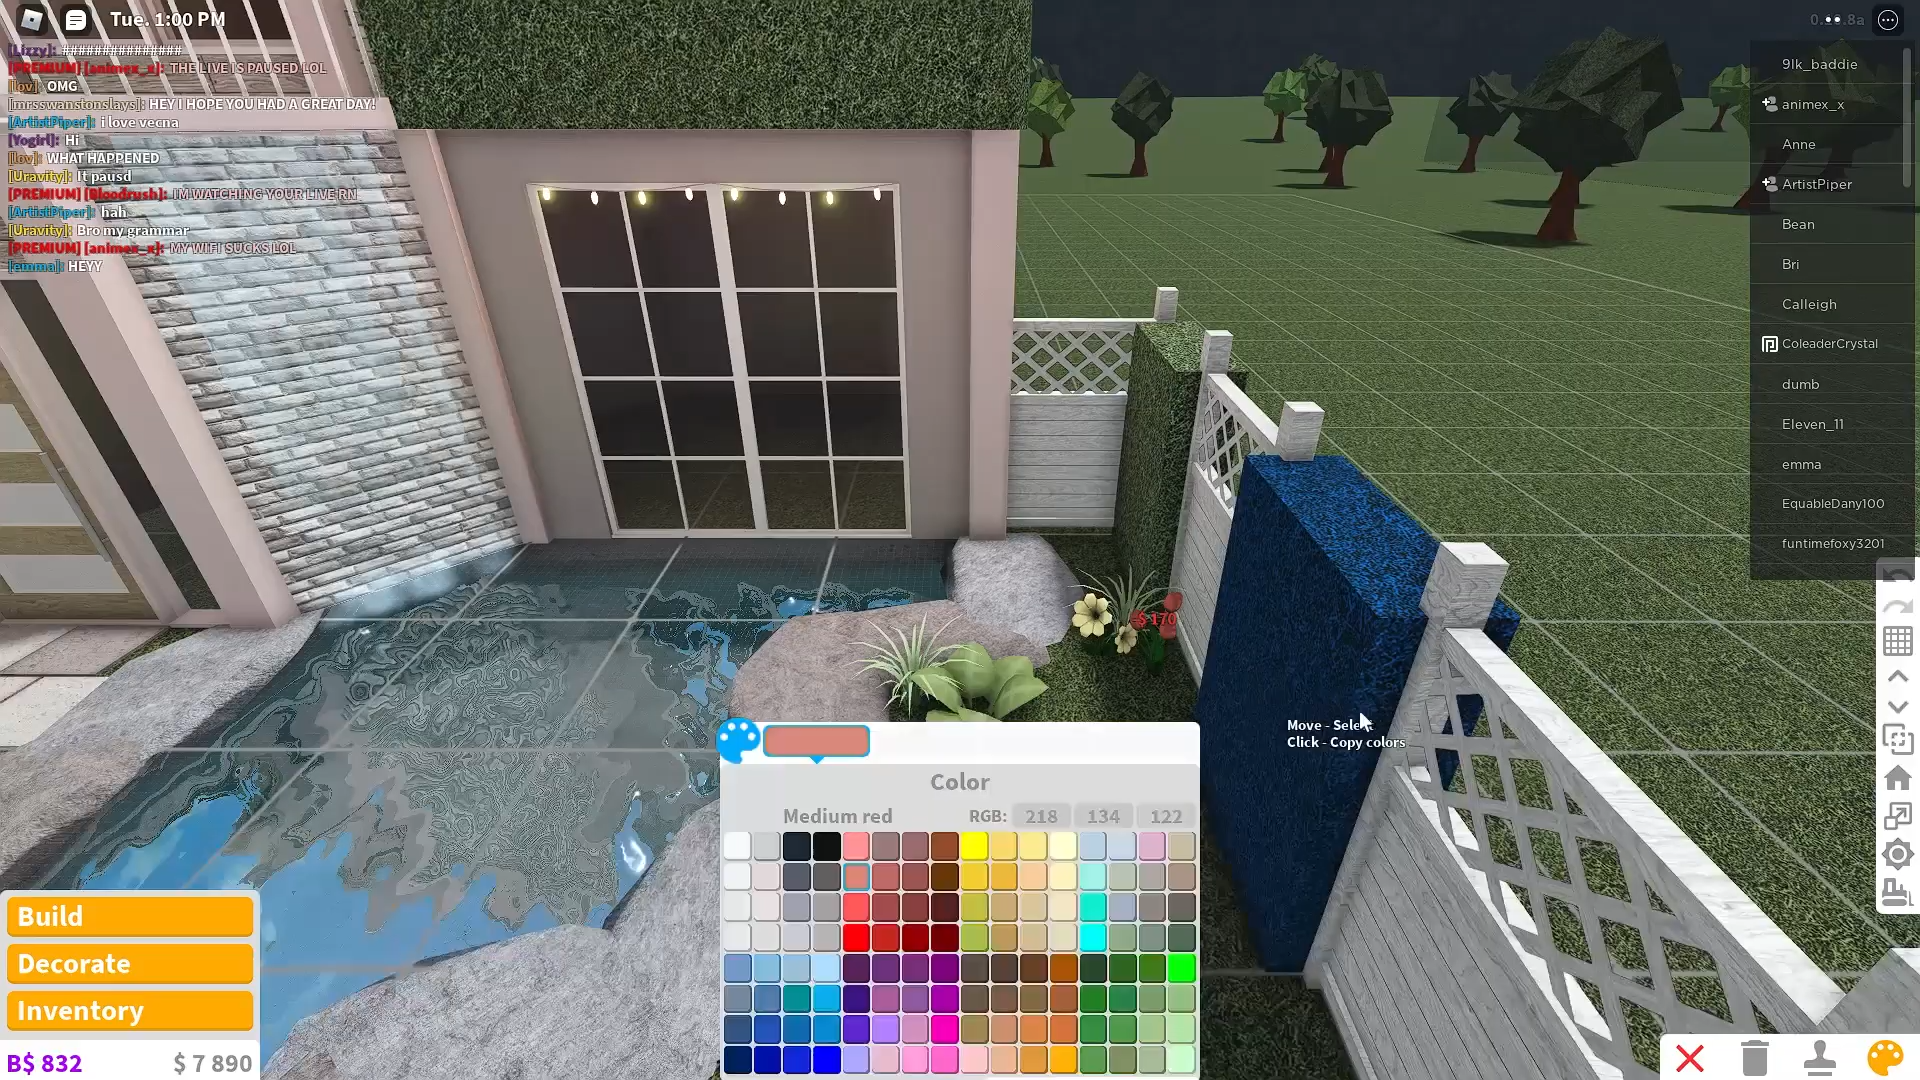 Tue. 1:00 PM
[Lizzy]: ###############
[PREMIUM] [animex_x]: THE LIVE IS PAUSED LOL
[lov]: OMG
[mrsswanstonslays]: HEY I HOPE YOU HAD A GREAT DAY!
[ArtistPiper]: i love vecna
[Yogirl]: Hi
[lov]: WHAT HAPPENED
[Uravity]: It pausd
[PREMIUM] [Bloodrush]: IM WATCHING YOUR LIVE RN
[ArtistPiper]: hah
[Uravity]: Bro my grammar
[PREMIUM] [animex_x]: MY WIFI SUCKS LOL
[emma]: HEYY
9lk_baddie
animex_x
Anne
ArtistPiper
Bean
Bri
Calleigh
ColeaderCrystal
dumb
Eleven_11
emma
EquableDany100
funtimefoxy3201
$ 170
Move - Select
Click - Copy colors
Color
Medium red RGB: 218 134 122
Build
Decorate
Inventory
B$ 832 $ 7 890